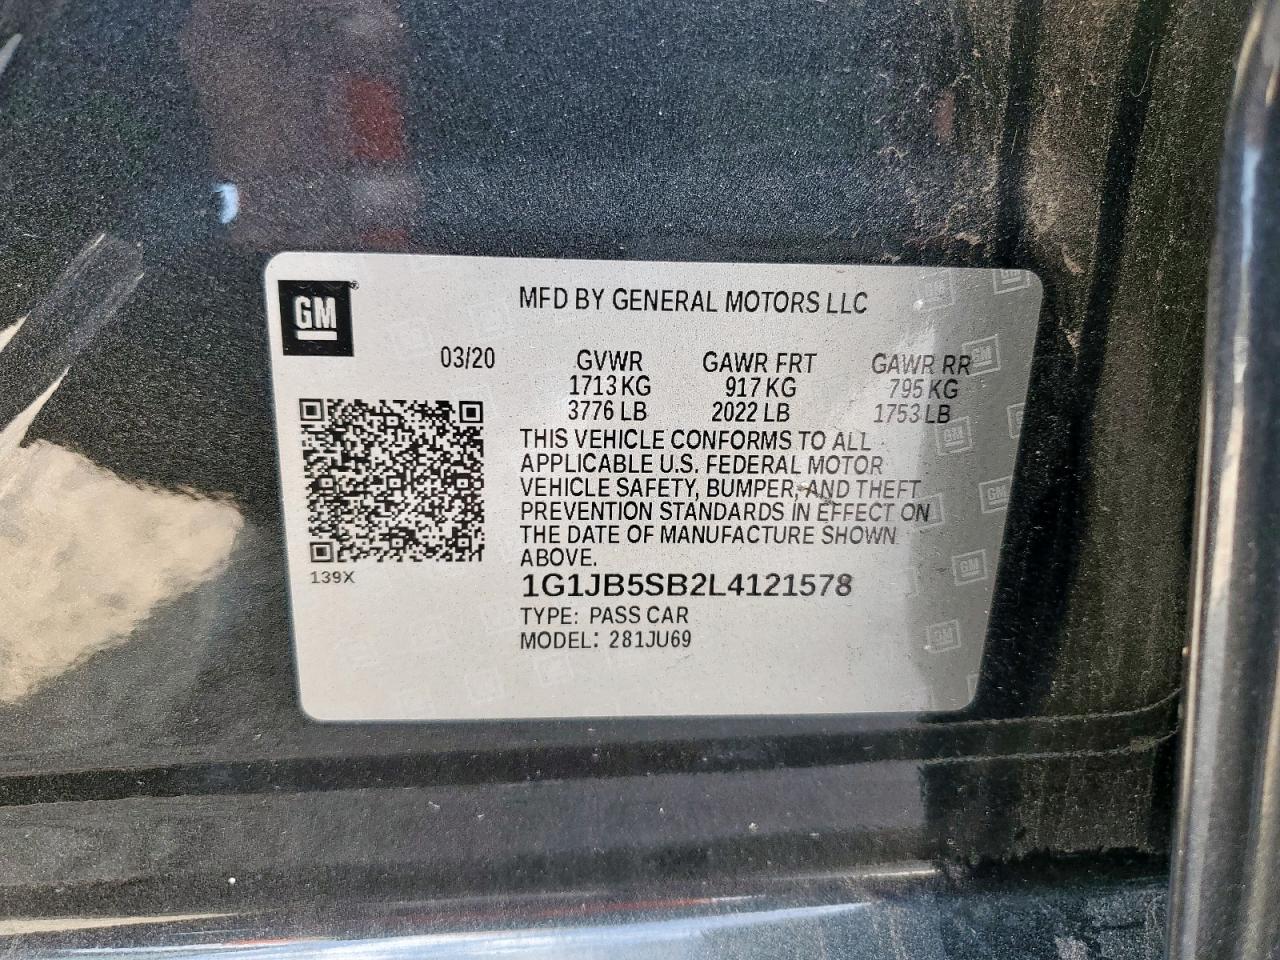 GM
MFD BY GENERAL MOTORS LLC
03/20 GVWR GAWR FRT GAWR RR
1713 KG 917 KG 795 KG
3776 LB 2022 LB 1753 LB
THIS VEHICLE CONFORMS TO ALL
APPLICABLE U.S. FEDERAL MOTOR
VEHICLE SAFETY, BUMPER, AND THEFT
PREVENTION STANDARDS IN EFFECT ON
THE DATE OF MANUFACTURE SHOWN
ABOVE.
139X
1G1JB5SB2L4121578
TYPE: PASS CAR
MODEL: 281JU69